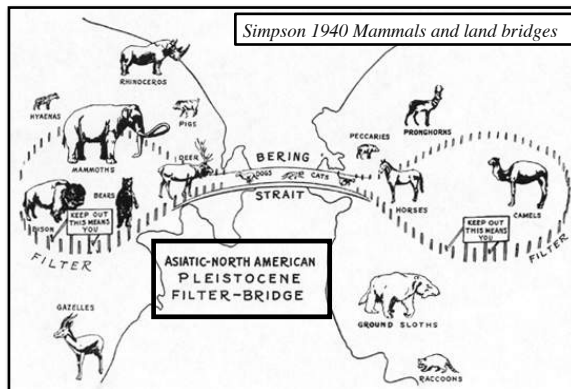 Simpson 1940 Mammals and land bridges
RHINOCEROS
HYAENAS
PIGS
PRONGHORNS
PECCARIES
MAMMOTHS
DEER
BERING
DOGS
CATS
STRAIT
HORSES
CAMELS
BISON
BEARS
KEEP OUT
THIS MEANS
YOU
KEEP OUT
THIS MEANS
YOU
FILTER
FILTER
ASIATIC-NORTH AMERICAN
PLEISTOCENE
FILTER-BRIDGE
GAZELLES
GROUND SLOTHS
RACCOONS